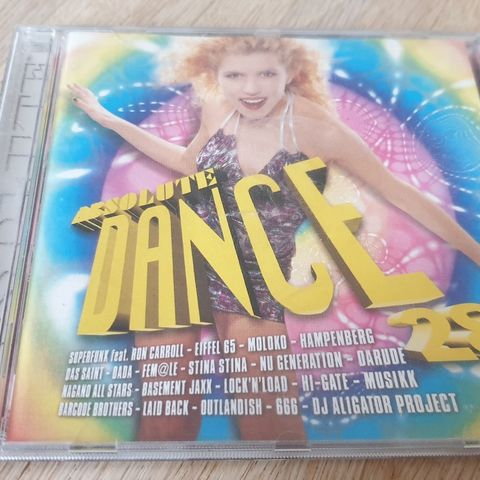 ABSOLUTE
DANCE
29
SUPERFUNK feat. RON CARROLL - EIFFEL 65 - MOLOKO - HAMPENBERG
DAS SAINT - DADA - FEM@LE - STINA STINA - NU GENERATION - DARUDE
NAGANO ALL STARS - BASEMENT JAXX - LOCK'N'LOAD - HI-GATE - MUSIKK
BARCODE BROTHERS - LAID BACK - OUTLANDISH - 666 - DJ ALIGATOR PROJECT